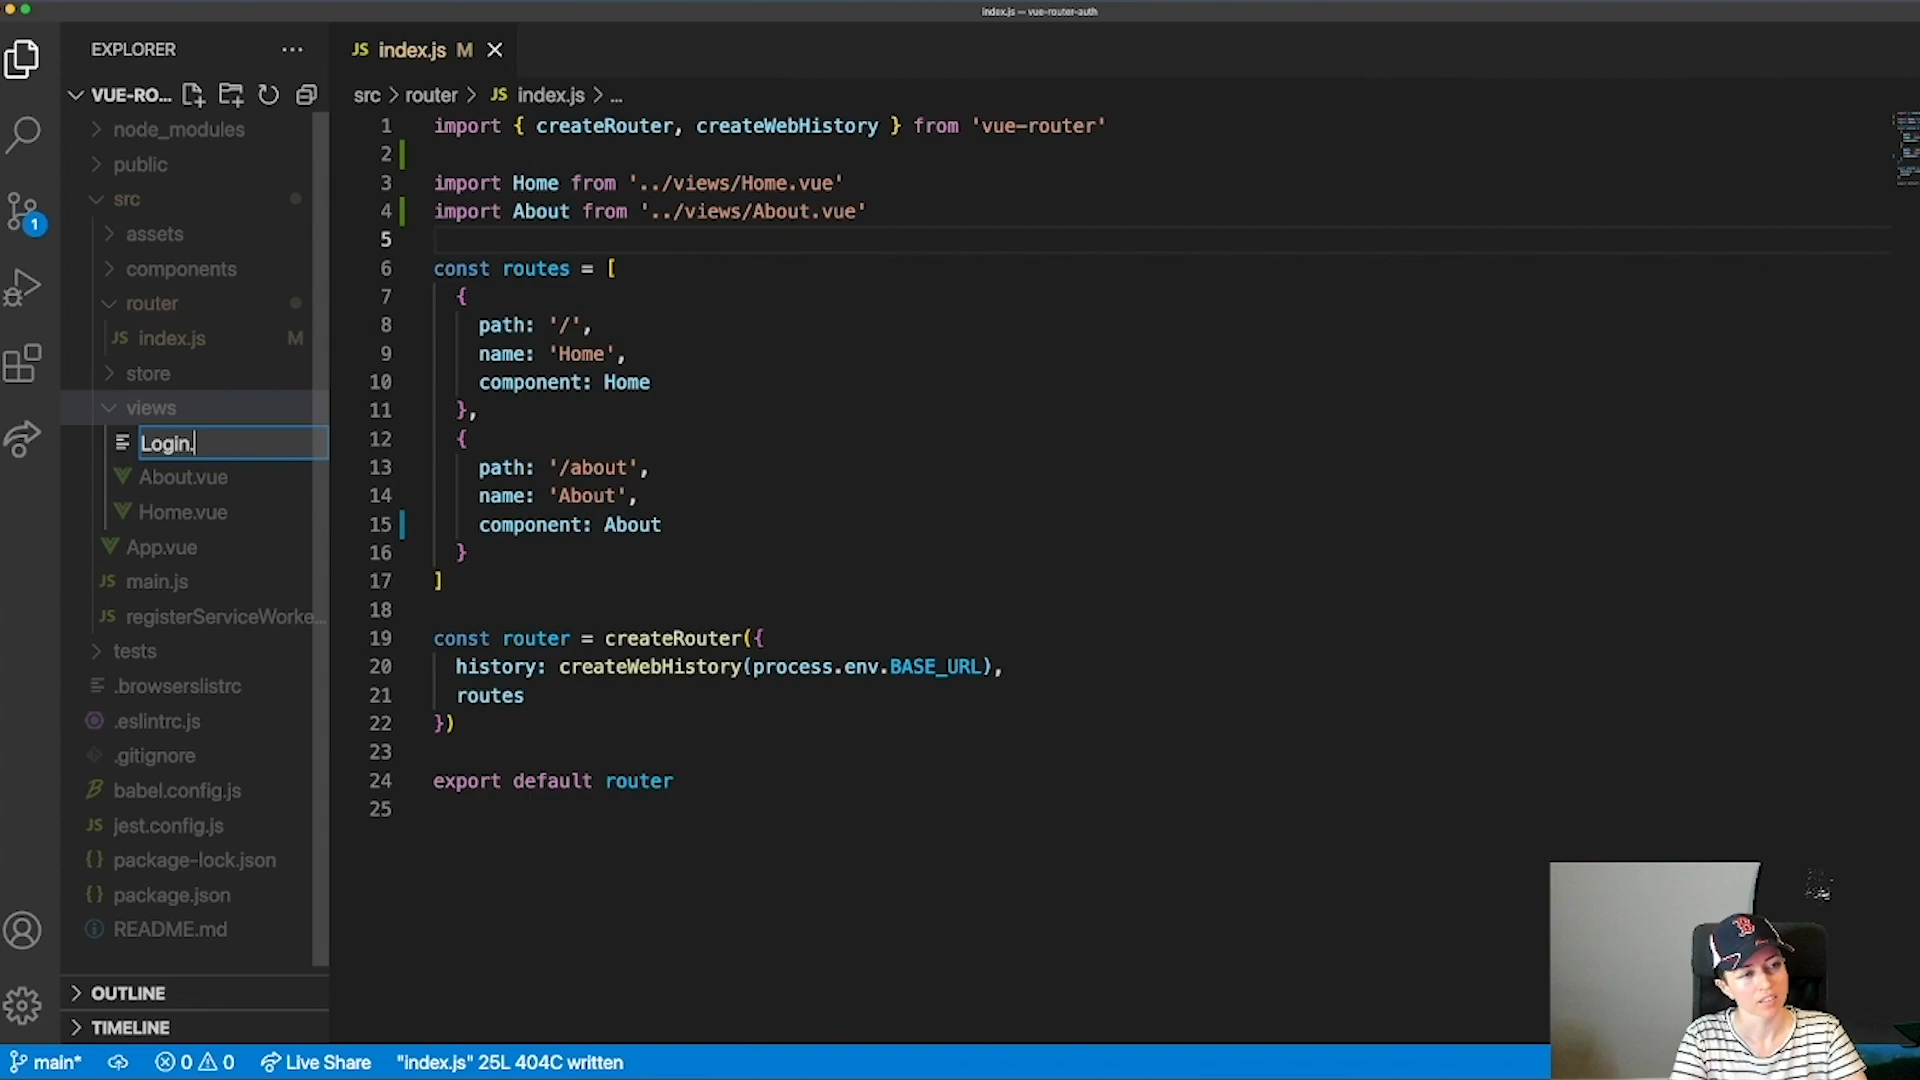 index.js — vue-router-auth
EXPLORER
JS index.js M
VUE-RO...
src > router > JS index.js > ...
node_modules
public
src
assets
components
router
JS index.js M
store
views
Login.
About.vue
Home.vue
App.vue
JS main.js
JS registerServiceWorke...
tests
.browserslistrc
.eslintrc.js
.gitignore
babel.config.js
JS jest.config.js
{} package-lock.json
{} package.json
README.md
OUTLINE
TIMELINE
1
1 import { createRouter, createWebHistory } from 'vue-router'
2
3 import Home from '../views/Home.vue'
4 import About from '../views/About.vue'
5
6 const routes = [
7 {
8 path: '/',
9 name: 'Home',
10 component: Home
11 },
12 {
13 path: '/about',
14 name: 'About',
15 component: About
16 }
17 ]
18
19 const router = createRouter({
20 history: createWebHistory(process.env.BASE_URL),
21 routes
22 })
23
24 export default router
25
main* 0 0 Live Share "index.js" 25L 404C written
B